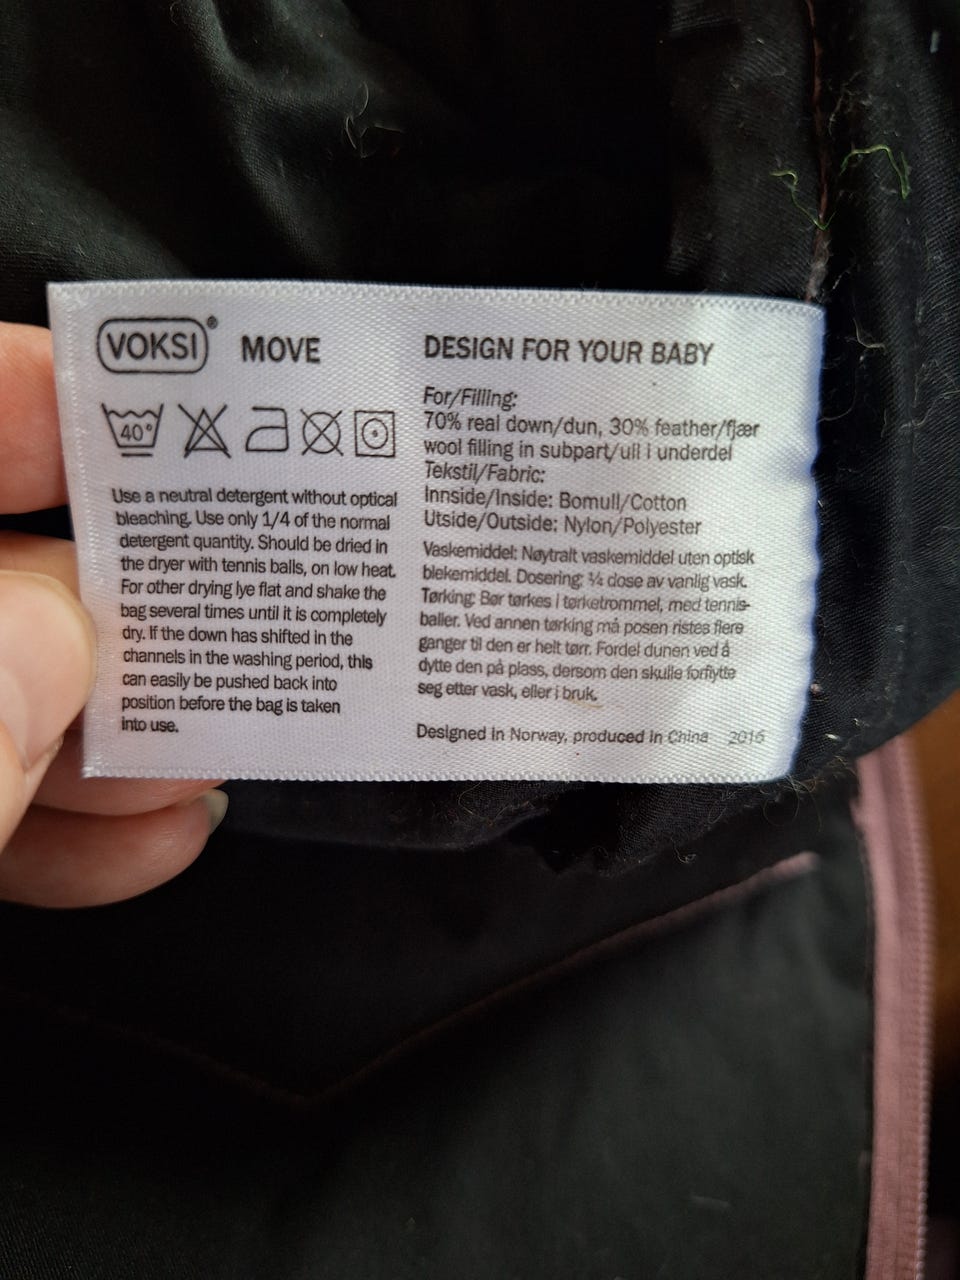 VOKSI® MOVE
40°
Use a neutral detergent without optical
bleaching. Use only 1/4 of the normal
detergent quantity. Should be dried in
the dryer with tennis balls, on low heat.
For other drying lye flat and shake the
bag several times until it is completely
dry. If the down has shifted in the
channels in the washing period, this
can easily be pushed back into
position before the bag is taken
into use.
DESIGN FOR YOUR BABY
For/Filling:
70% real down/dun, 30% feather/fjær
wool filling in subpart/ull i underdel
Tekstil/Fabric:
Innside/Inside: Bomull/Cotton
Utside/Outside: Nylon/Polyester
Vaskemiddel: Nøytralt vaskemiddel uten optisk
blekemiddel. Dosering: ¼ dose av vanlig vask.
Tørking: Bør tørkes i tørketrommel, med tennis-
baller. Ved annen tørking må posen ristes flere
ganger til den er helt tørr. Fordel dunen ved å
dytte den på plass, dersom den skulle forflytte
seg etter vask, eller i bruk.
Designed in Norway, produced in China 2016